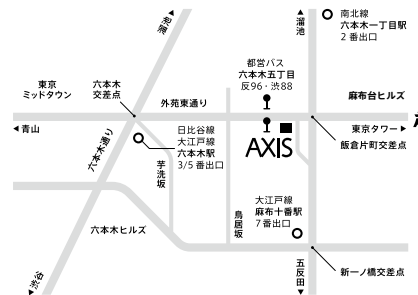 ▲溜池
南北線
六本木一丁目駅
2番出口
都営バス
六本木五丁目
反96・渋88
東京
ミッドタウン
六本木
交差点
外苑東通り
麻布台ヒルズ
◀青山
東京タワー▶
飯倉片町交差点
六本木通り
日比谷線
大江戸線
六本木駅
3/5番出口
AXIS
芋洗坂
鳥居坂
大江戸線
麻布十番駅
7番出口
六本木ヒルズ
新一ノ橋交差点
五反田▼
渋谷▼